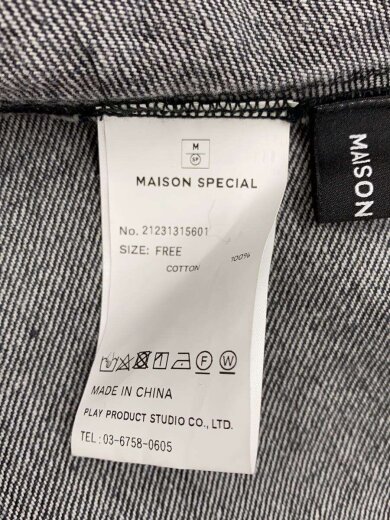 M
SP
MAISON SPECIAL
No. 21231315601
SIZE: FREE
COTTON 100%
F W
MADE IN CHINA
PLAY PRODUCT STUDIO CO., LTD.
TEL: 03-6758-0605
MAISON